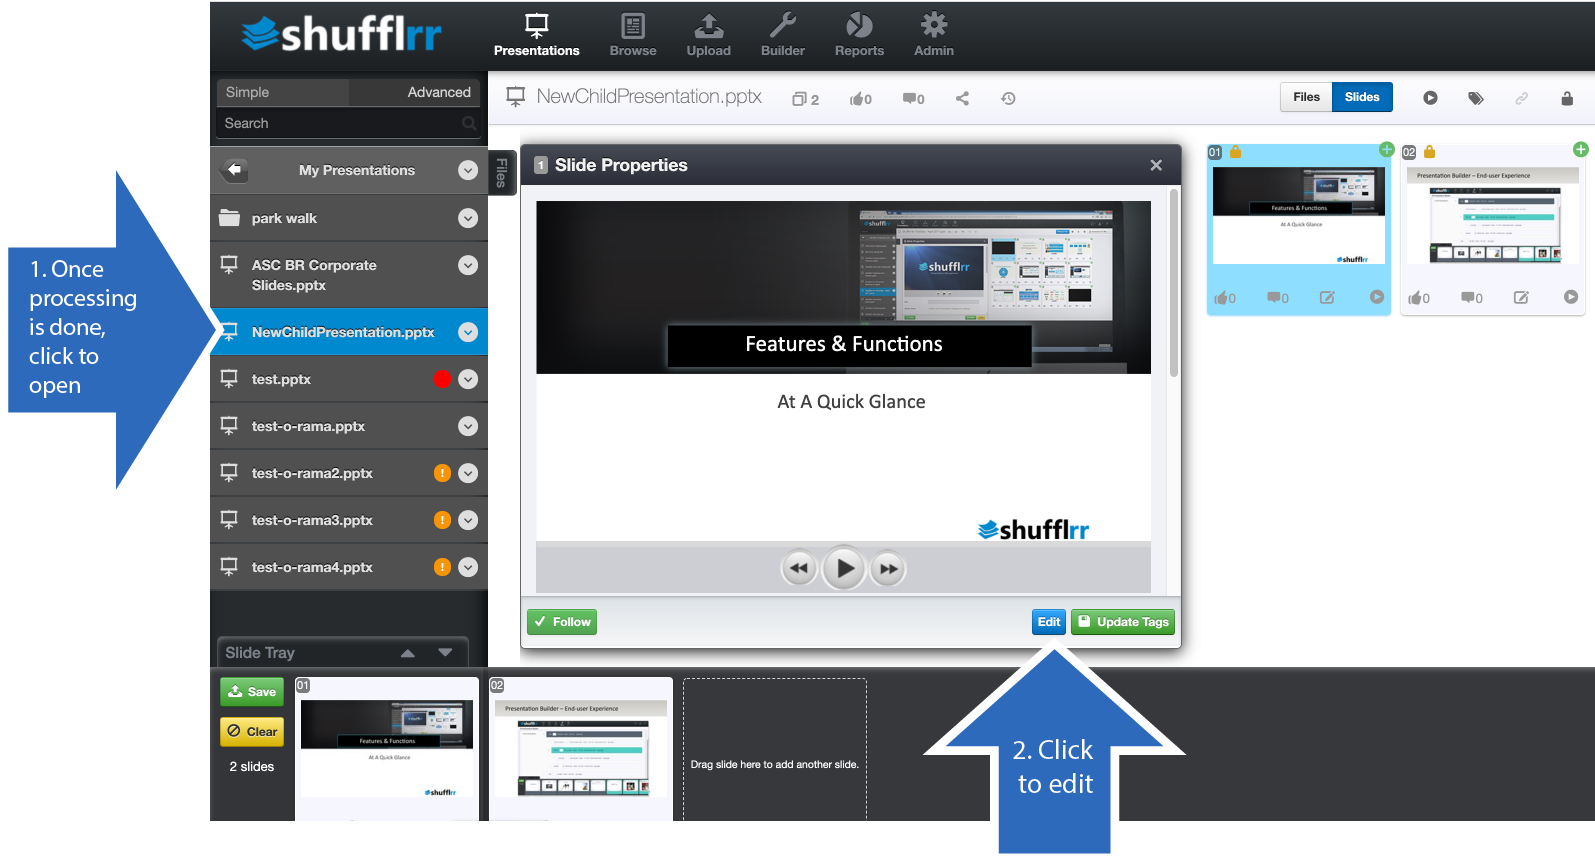 shufflrr
Presentations
Browse
Upload
Builder
Reports
Admin
Simple
Advanced
Search
NewChildPresentation.pptx
2
0
0
Files
Slides
My Presentations
Files
park walk
ASC BR Corporate
Slides.pptx
NewChildPresentation.pptx
test.pptx
test-o-rama.pptx
test-o-rama2.pptx
test-o-rama3.pptx
test-o-rama4.pptx
1. Once
processing
is done,
click to
open
1 Slide Properties
shufflrr
Features & Functions
At A Quick Glance
shufflrr
Follow
Edit
Update Tags
01
Features & Functions
At A Quick Glance
shufflrr
0
0
02
Presentation Builder – End-user Experience
0
0
Slide Tray
Save
Clear
2 slides
01
Features & Functions
At A Quick Glance
shufflrr
02
Presentation Builder – End-user Experience
Drag slide here to add another slide.
2. Click
to edit